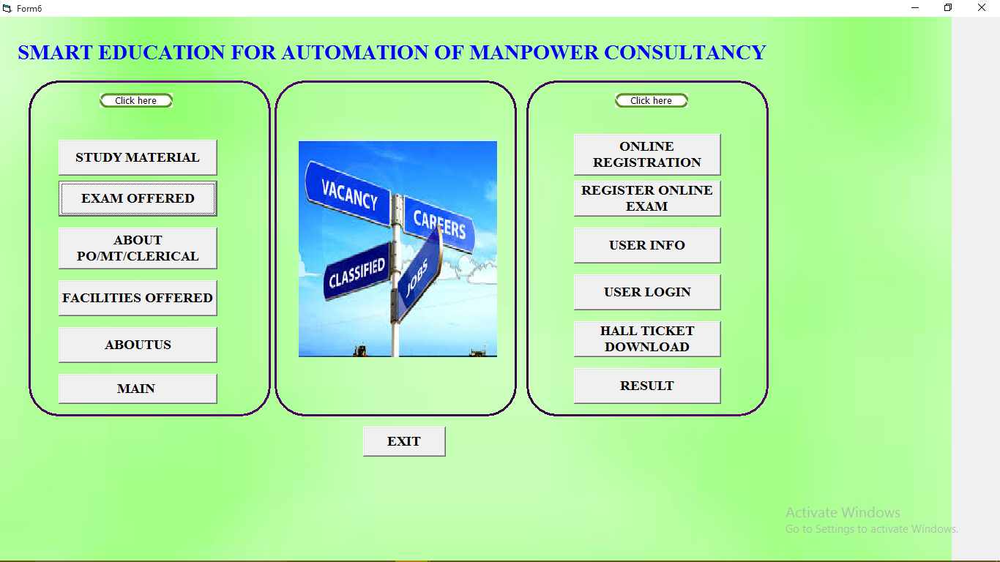 Form6
SMART EDUCATION FOR AUTOMATION OF MANPOWER CONSULTANCY
Click here
STUDY MATERIAL
EXAM OFFERED
ABOUT
PO/MT/CLERICAL
FACILITIES OFFERED
ABOUTUS
MAIN
VACANCY
CAREERS
CLASSIFIED
JOBS
Click here
ONLINE
REGISTRATION
REGISTER ONLINE
EXAM
USER INFO
USER LOGIN
HALL TICKET
DOWNLOAD
RESULT
EXIT
Activate Windows
Go to Settings to activate Windows.